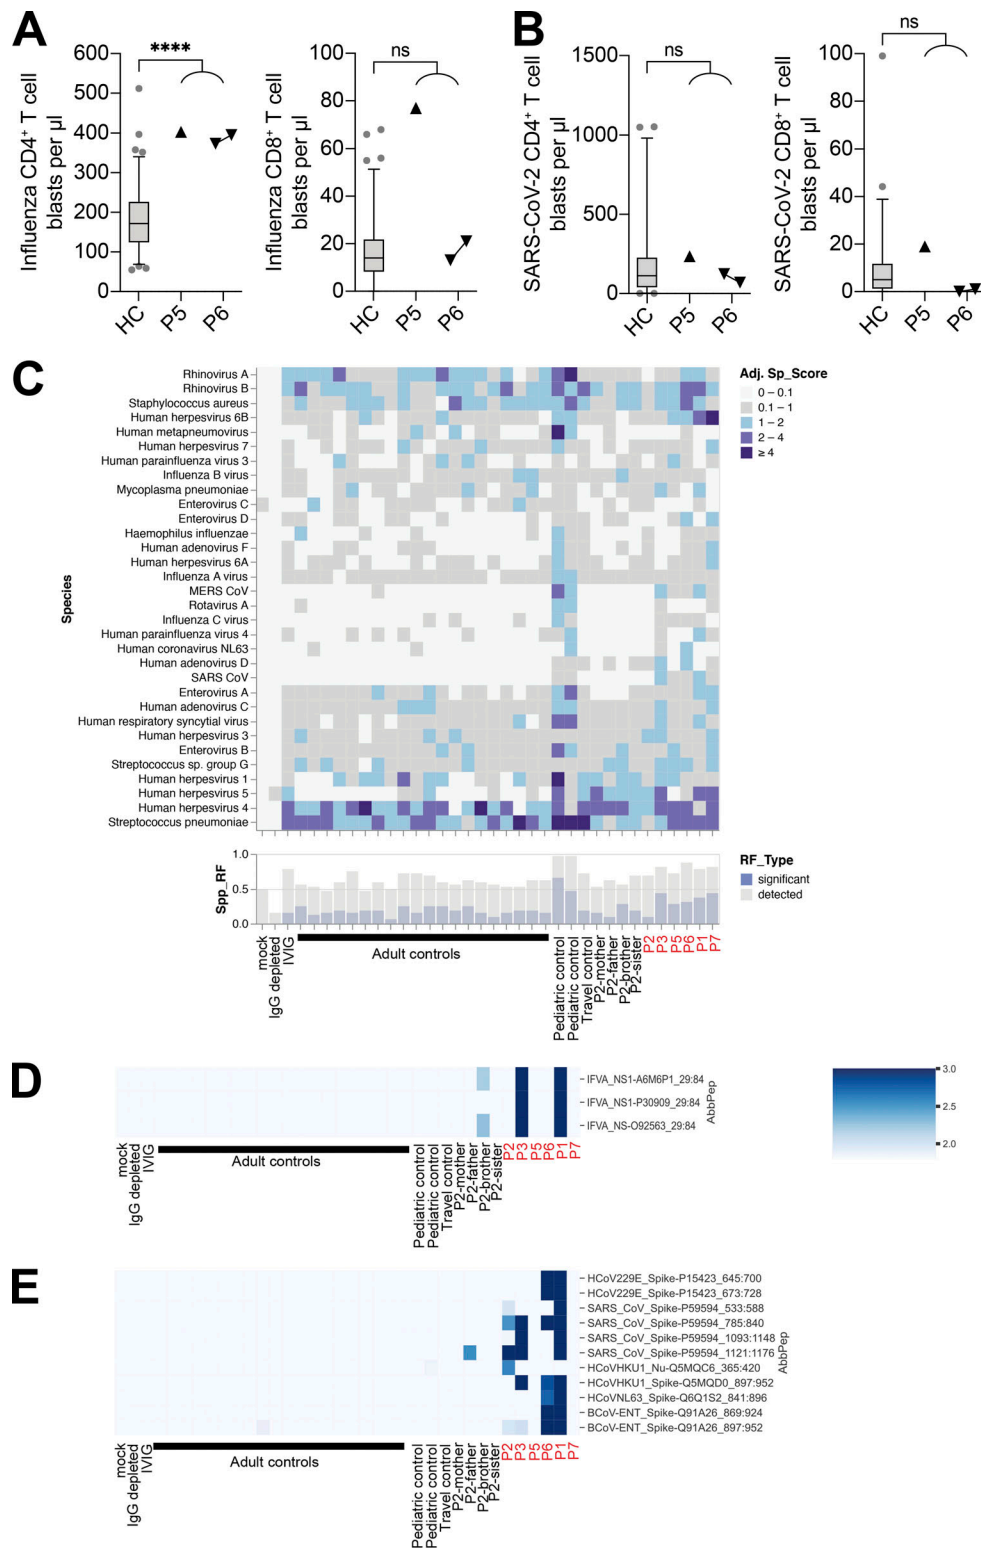 A
B
Influenza CD4+ T cell
blasts per µl
600
500
400
300
200
100
0
****
HC
P5
P6
Influenza CD8+ T cell
blasts per µl
100
80
60
40
20
0
ns
HC
P5
P6
SARS-CoV-2 CD4+ T cell
blasts per µl
1500
1000
500
0
ns
HC
P5
P6
SARS-CoV-2 CD8+ T cell
blasts per µl
100
80
60
40
20
0
ns
HC
P5
P6
C
Species
Rhinovirus A
Rhinovirus B
Staphylococcus aureus
Human herpesvirus 6B
Human metapneumovirus
Human herpesvirus 7
Human parainfluenza virus 3
Influenza B virus
Mycoplasma pneumoniae
Enterovirus C
Enterovirus D
Haemophilus influenzae
Human adenovirus F
Human herpesvirus 6A
Influenza A virus
MERS CoV
Rotavirus A
Influenza C virus
Human parainfluenza virus 4
Human coronavirus NL63
Human adenovirus D
SARS CoV
Enterovirus A
Human adenovirus C
Human respiratory syncytial virus
Human herpesvirus 3
Enterovirus B
Streptococcus sp. group G
Human herpesvirus 1
Human herpesvirus 5
Human herpesvirus 4
Streptococcus pneumoniae
Adj. Sp_Score
0 – 0.1
0.1 – 1
1 – 2
2 – 4
≥ 4
Spp_RF
1.0
0.5
0.0
RF_Type
significant
detected
mock
IgG depleted
IVIG
Adult controls
Pediatric control
Pediatric control
Travel control
P2-mother
P2-father
P2-brother
P2-sister
P2
P3
P5
P6
P1
P7
D
IFVA_NS1-A6M6P1_29:84
IFVA_NS1-P30909_29:84
IFVA_NS-O92563_29:84
AbbPep
3.0
2.5
2.0
mock
IgG depleted
IVIG
Adult controls
Pediatric control
Pediatric control
Travel control
P2-mother
P2-father
P2-brother
P2-sister
P2
P3
P5
P6
P1
P7
E
HCoV229E_Spike-P15423_645:700
HCoV229E_Spike-P15423_673:728
SARS_CoV_Spike-P59594_533:588
SARS_CoV_Spike-P59594_785:840
SARS_CoV_Spike-P59594_1093:1148
SARS_CoV_Spike-P59594_1121:1176
HCoVHKU1_Nu-Q5MQC6_365:420
HCoVHKU1_Spike-Q5MQD0_897:952
HCoVNL63_Spike-Q6Q1S2_841:896
BCoV-ENT_Spike-Q91A26_869:924
BCoV-ENT_Spike-Q91A26_897:952
AbbPep
mock
IgG depleted
IVIG
Adult controls
Pediatric control
Pediatric control
Travel control
P2-mother
P2-father
P2-brother
P2-sister
P2
P3
P5
P6
P1
P7